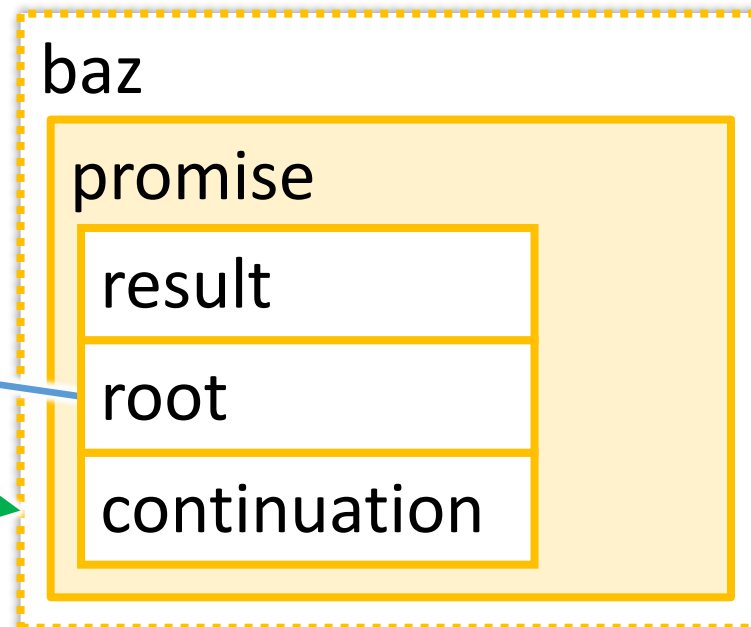 baz
promise
result
root
continuation